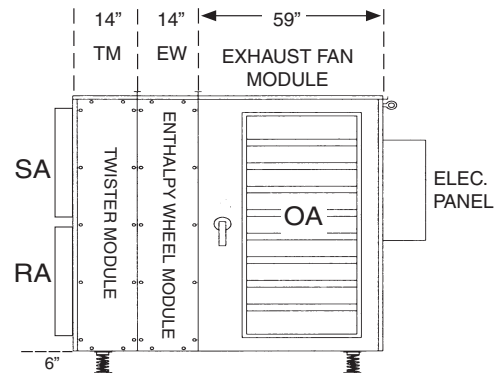 14” 14” 59”
TM EW EXHAUST FAN
MODULE
SA
RA
TWISTER MODULE
ENTHALPY WHEEL MODULE
OA
ELEC.
PANEL
6”